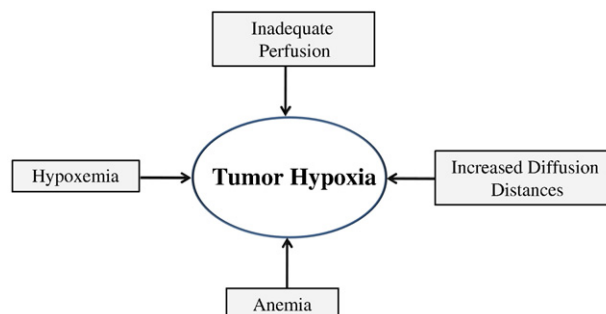 Inadequate
Perfusion
Hypoxemia
Tumor Hypoxia
Increased Diffusion
Distances
Anemia